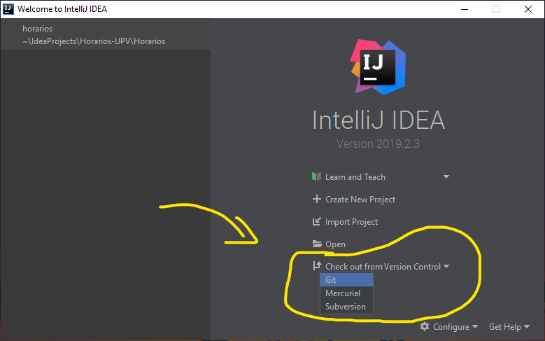 Welcome to IntelliJ IDEA
horarios
~\IdeaProjects\Horarios-UPV\Horarios
IJ
IntelliJ IDEA
Version 2019.2.3
Learn and Teach
Create New Project
Import Project
Open
Check out from Version Control
Git
Mercurial
Subversion
Configure
Get Help